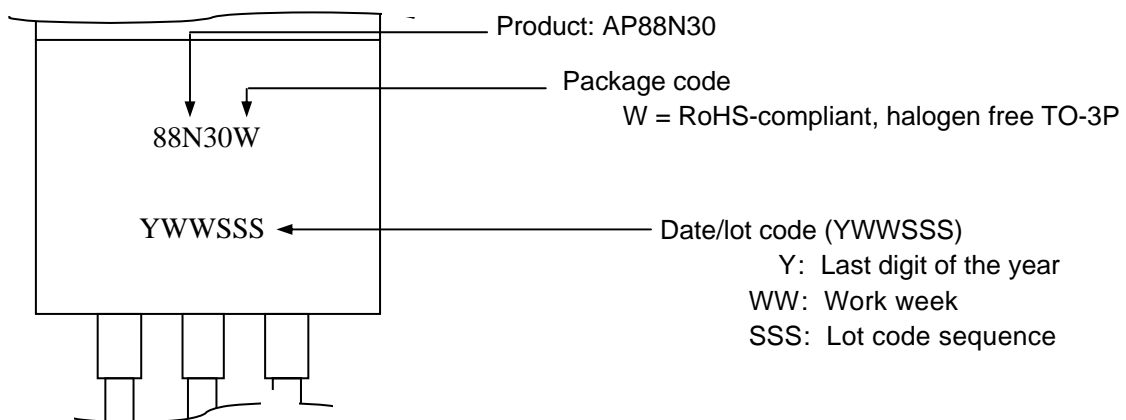 Product: AP88N30
Package code
W = RoHS-compliant, halogen free TO-3P
88N30W
YWWSSS
Date/lot code (YWWSSS)
Y: Last digit of the year
WW: Work week
SSS: Lot code sequence